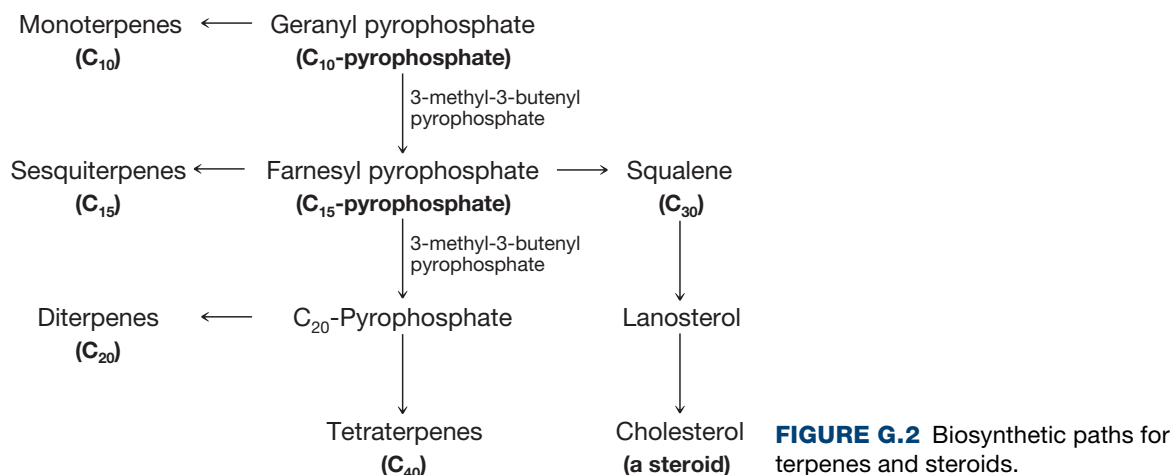 Monoterpenes Geranyl pyrophosphate
(C₁₀) (C₁₀-pyrophosphate)
3-methyl-3-butenyl
pyrophosphate
Sesquiterpenes Farnesyl pyrophosphate Squalene
(C₁₅) (C₁₅-pyrophosphate) (C₃₀)
3-methyl-3-butenyl
pyrophosphate
Diterpenes C₂₀-Pyrophosphate Lanosterol
(C₂₀)
Tetraterpenes Cholesterol
(C₄₀) (a steroid)
FIGURE G.2 Biosynthetic paths for
terpenes and steroids.